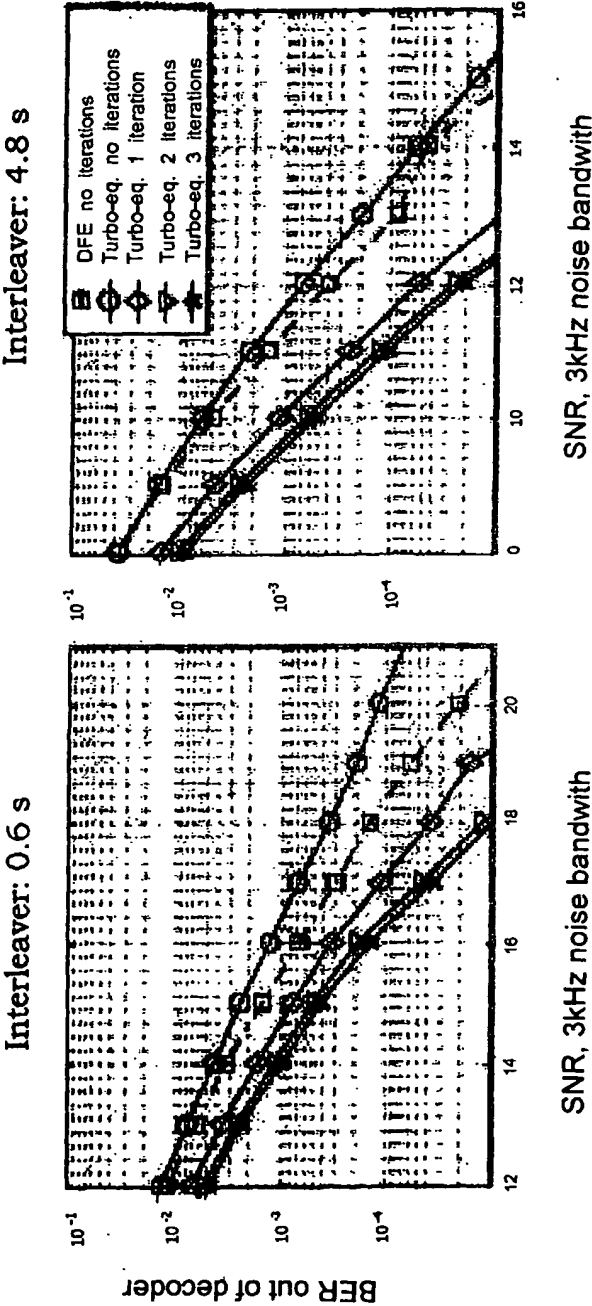 Interleaver: 0.6 s
BER out of decoder
10-1
10-2
10-3
10-4
12
14
16
18
20
SNR, 3kHz noise bandwith
Interleaver: 4.8 s
DFE no iterations
Turbo-eq. no iterations
Turbo-eq. 1 iteration
Turbo-eq. 2 iterations
Turbo-eq. 3 iterations
10-1
10-2
10-3
10-4
0
10
12
14
16
SNR, 3kHz noise bandwith